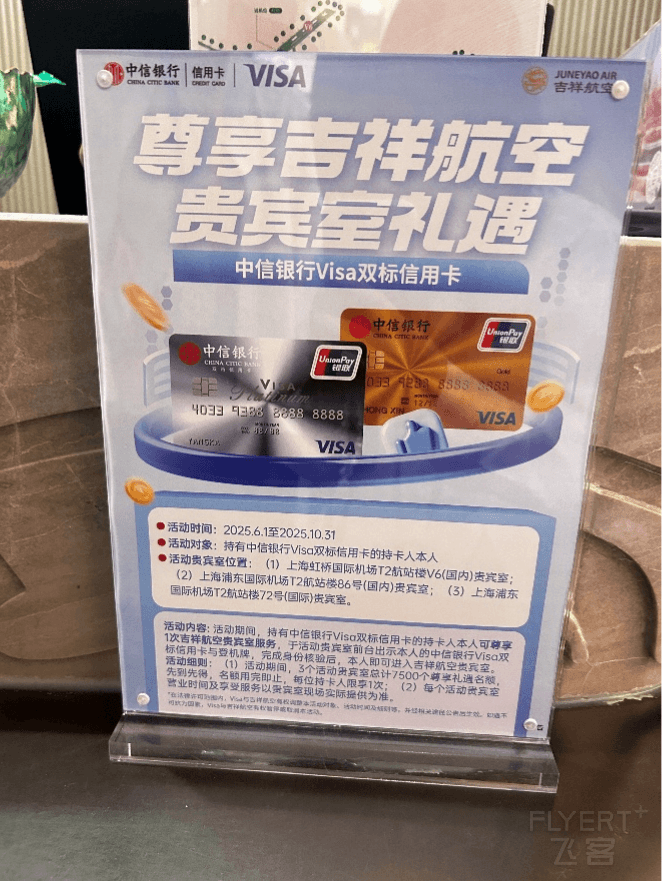 中信银行
CHINA CITIC BANK
信用卡
CREDIT CARD
VISA
JUNEYAO AIR
吉祥航空
尊享吉祥航空
贵宾室礼遇
中信银行Visa双标信用卡
中信银行
CHINA CITIC BANK
UnionPay
银联
Gold
VISA
中信银行
CHINA CITIC BANK
UnionPay
银联
VISA
Platinum
4033 9388 8888 8888
VISA
活动时间：2025.6.1至2025.10.31
活动对象：持有中信银行Visa双标信用卡的持卡人本人
活动贵宾室位置：（1）上海虹桥国际机场T2航站楼V6(国内)贵宾室；
（2）上海浦东国际机场T2航站楼86号(国内)贵宾室；（3）上海浦东
国际机场T2航站楼72号(国际)贵宾室。
活动内容：活动期间，持有中信银行Visa双标信用卡的持卡人本人可尊享
1次吉祥航空贵宾室服务，于活动贵宾室前台出示本人的中信银行Visa双
标信用卡与登机牌，完成身份核验后，本人即可进入吉祥航空贵宾室。
活动细则：（1）活动期间，3个活动贵宾室总计7500个尊享礼遇名额，
先到先得，名额用完即止，每位持卡人限享1次；（2）每个活动贵宾室
营业时间及享受服务以贵宾室现场实际提供为准。
FLYERT+
飞客